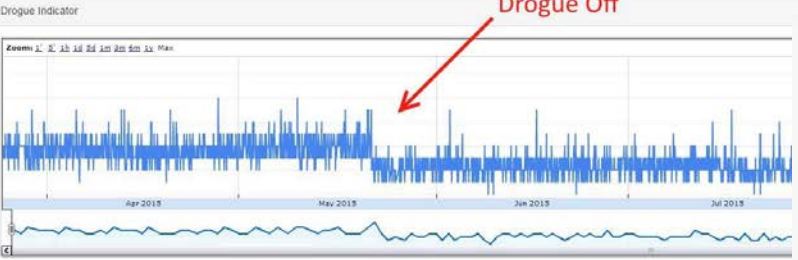 Drogue Off
Drogue Indicator
Zoom: 1' 5' 1h 1d 5d 1m 3m 6m 1y Max
Apr 2015 May 2015 Jun 2015 Jul 2015